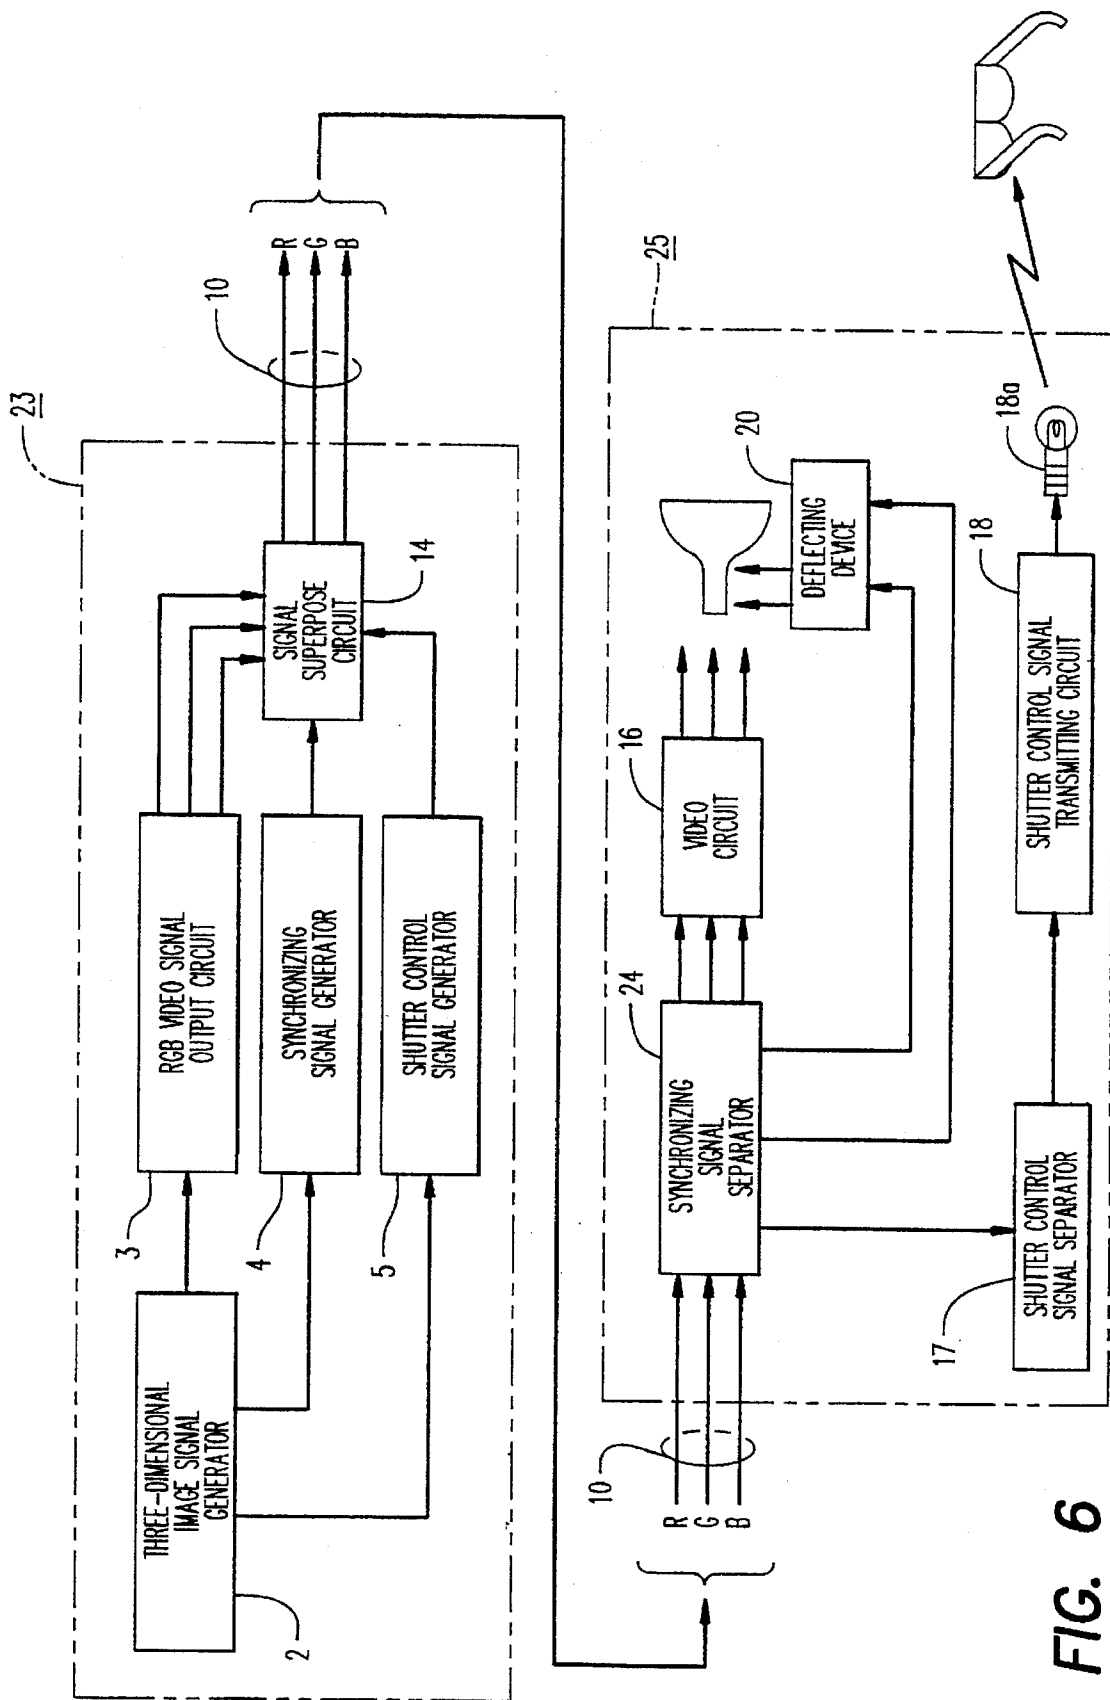 23
THREE-DIMENSIONAL
IMAGE SIGNAL
GENERATOR
2
RGB VIDEO SIGNAL
OUTPUT CIRCUIT
3
SYNCHRONIZING
SIGNAL GENERATOR
4
SHUTTER CONTROL
SIGNAL GENERATOR
5
SIGNAL
SUPERPOSE
CIRCUIT
14
10
R
G
B
25
R
G
B
10
SYNCHRONIZING
SIGNAL
SEPARATOR
24
VIDEO
CIRCUIT
16
DEFLECTING
DEVICE
20
SHUTTER CONTROL
SIGNAL SEPARATOR
17
SHUTTER CONTROL SIGNAL
TRANSMITTING CIRCUIT
18
18a
FIG. 6